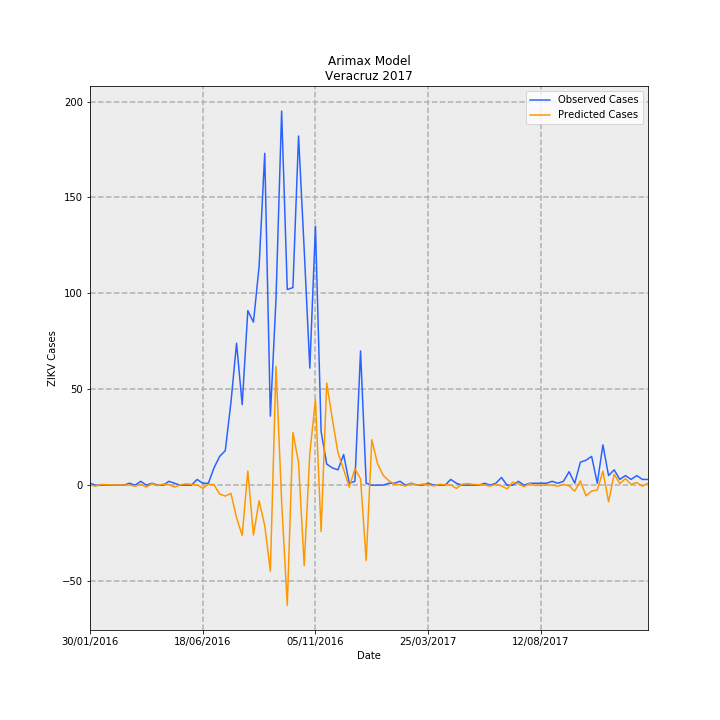 Arimax Model
Veracruz 2017
Observed Cases
Predicted Cases
200
150
100
50
0
−50
ZIKV Cases
30/01/2016 18/06/2016 05/11/2016 25/03/2017 12/08/2017
Date